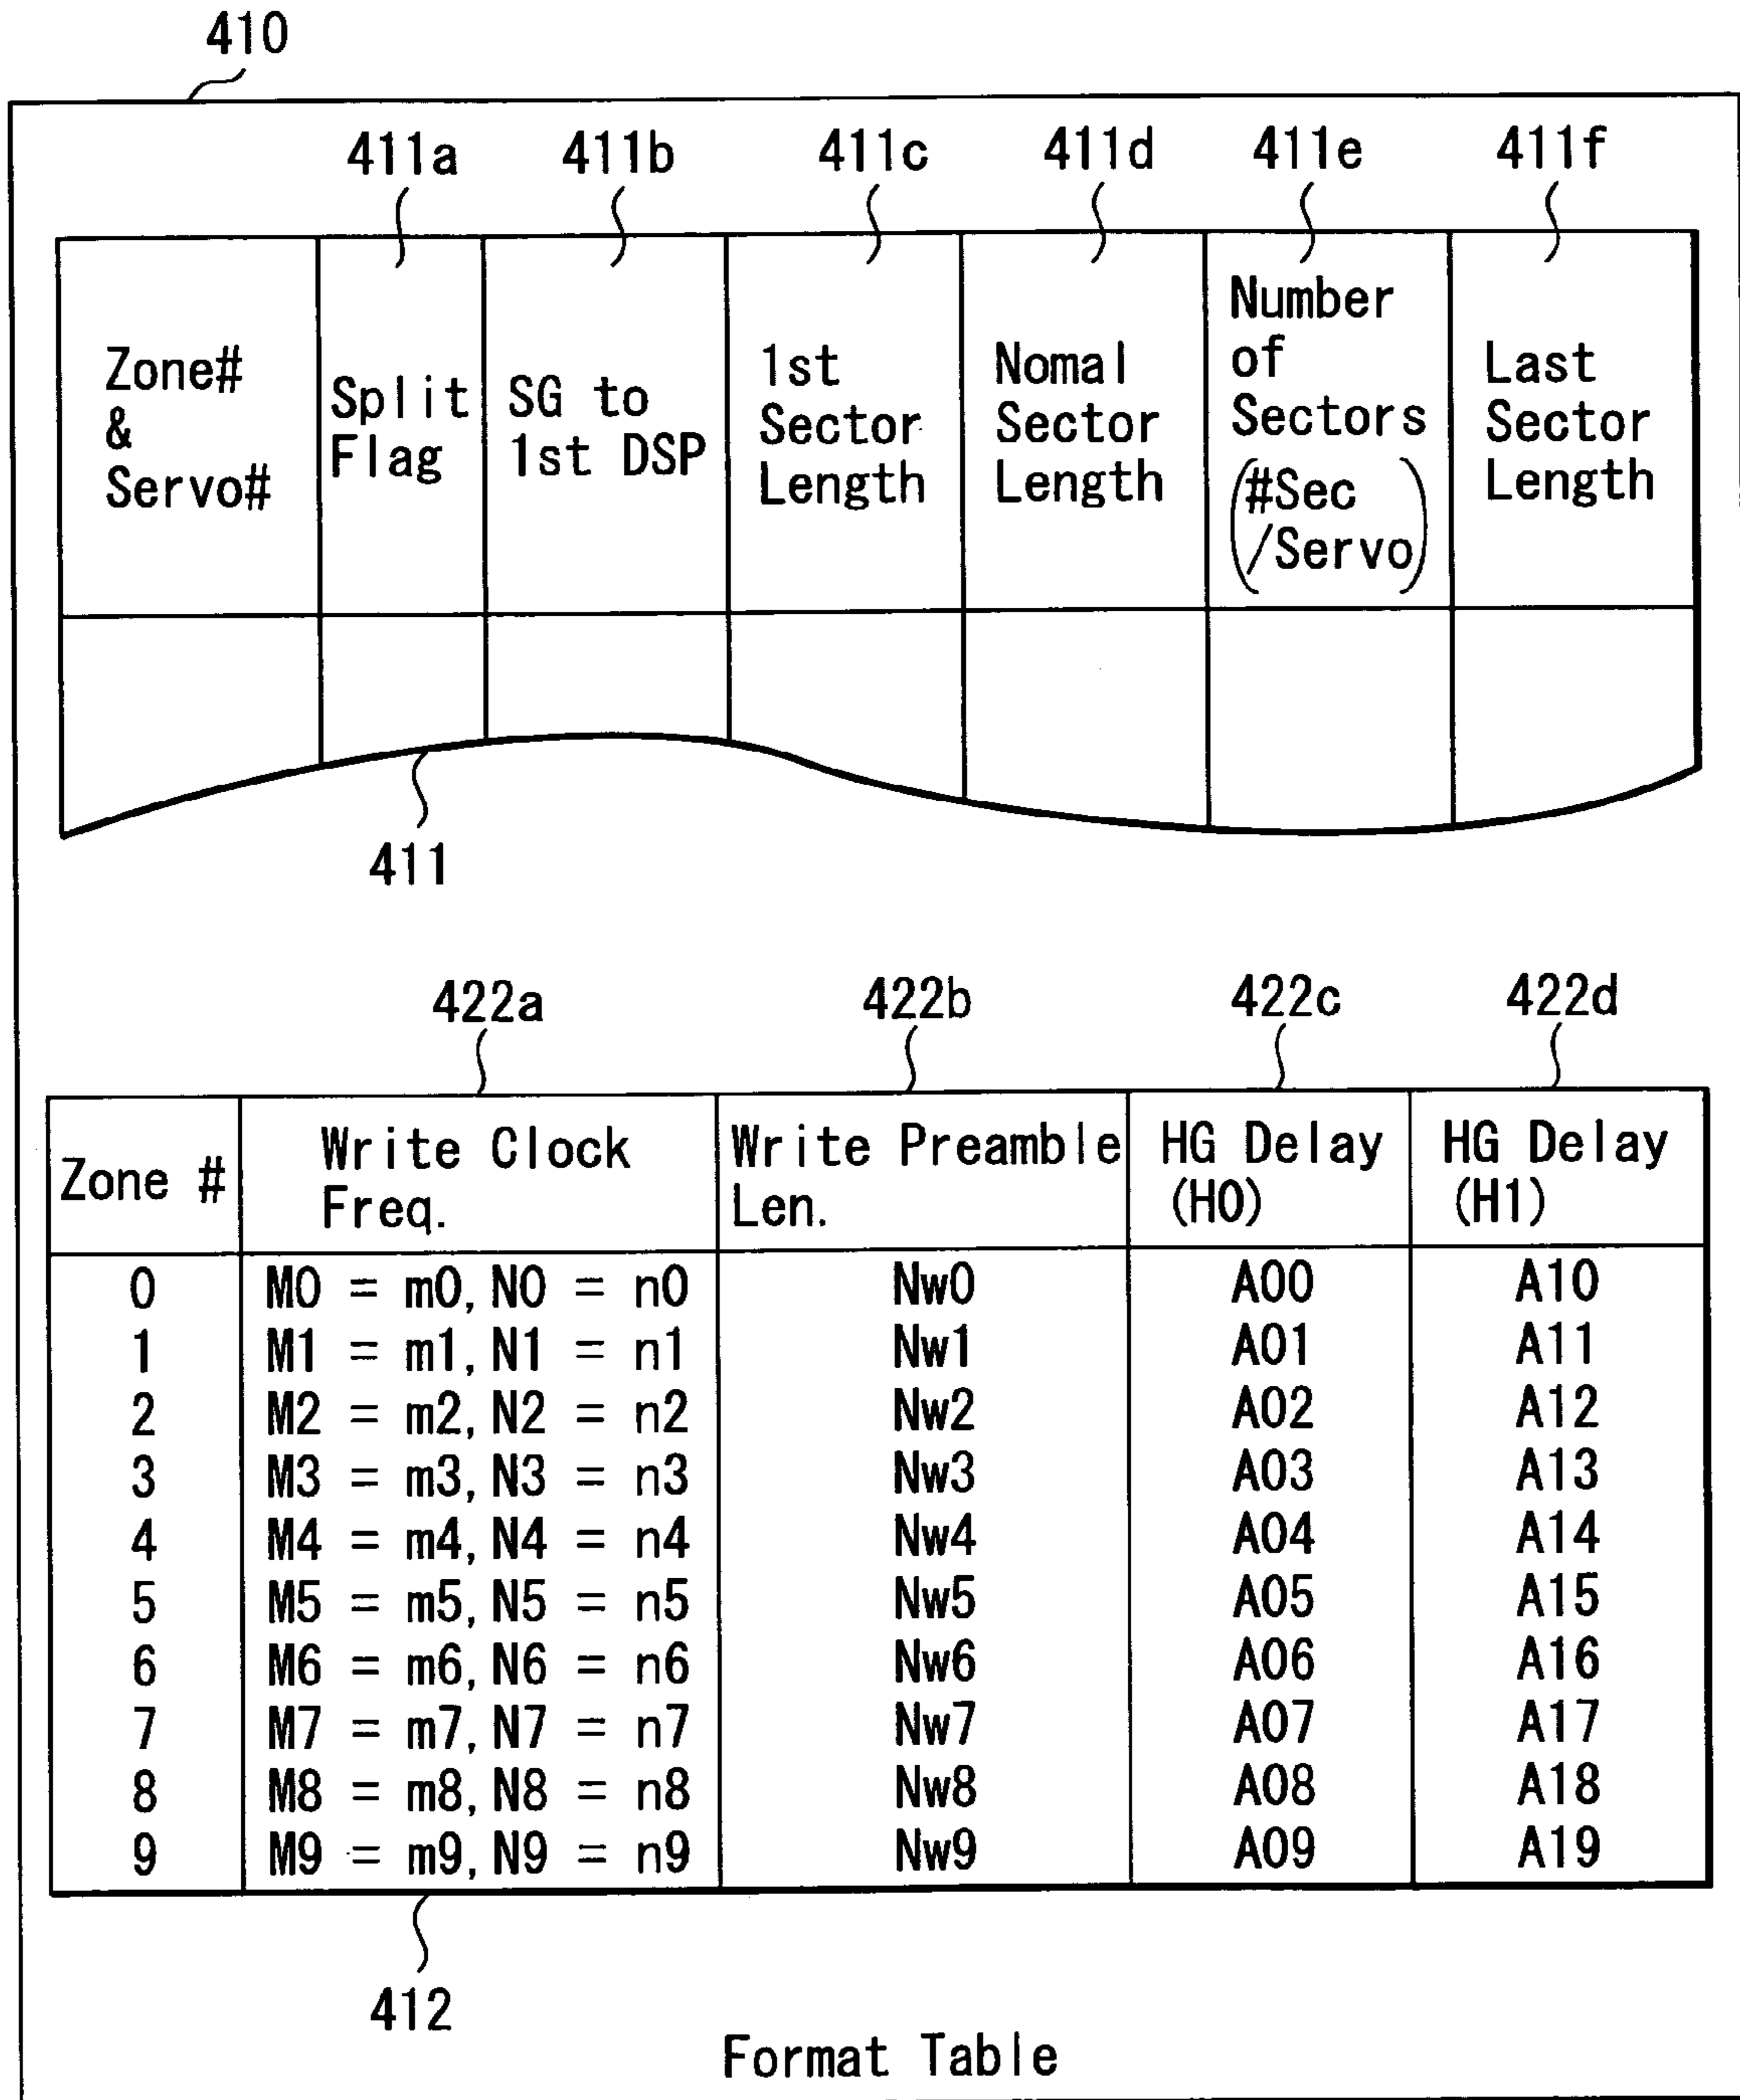 410
411a 411b 411c 411d 411e 411f
Zone#
&
Servo#
Split
Flag
SG to
1st DSP
1st
Sector
Length
Nomal
Sector
Length
Number
of
Sectors
(#Sec
/Servo)
Last
Sector
Length
411
422a 422b 422c 422d
Zone #
Write Clock
Freq.
Write Preamble
Len.
HG Delay
(H0)
HG Delay
(H1)
0 M0 = m0, N0 = n0 Nw0 A00 A10
1 M1 = m1, N1 = n1 Nw1 A01 A11
2 M2 = m2, N2 = n2 Nw2 A02 A12
3 M3 = m3, N3 = n3 Nw3 A03 A13
4 M4 = m4, N4 = n4 Nw4 A04 A14
5 M5 = m5, N5 = n5 Nw5 A05 A15
6 M6 = m6, N6 = n6 Nw6 A06 A16
7 M7 = m7, N7 = n7 Nw7 A07 A17
8 M8 = m8, N8 = n8 Nw8 A08 A18
9 M9 = m9, N9 = n9 Nw9 A09 A19
412
Format Table